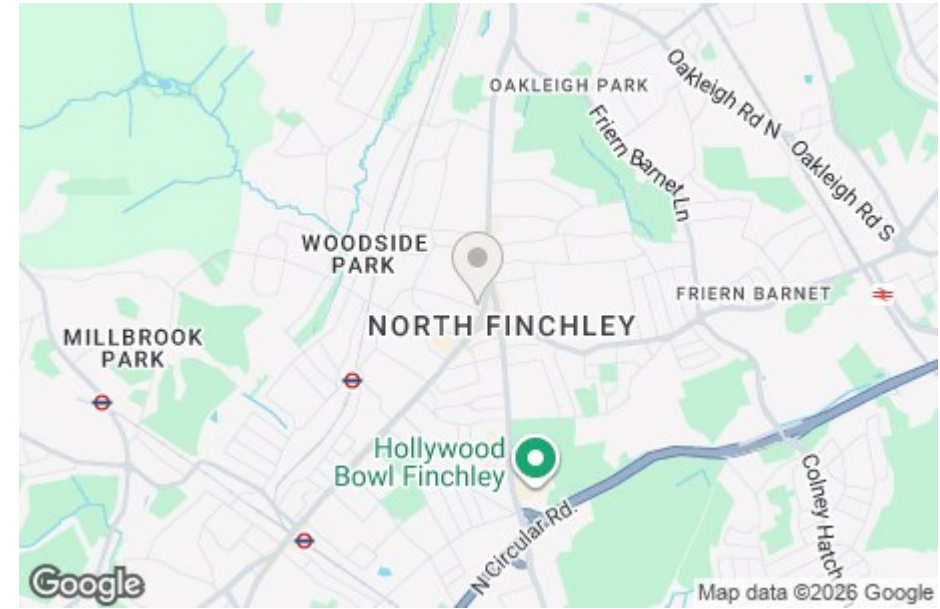 OAKLEIGH PARK
Oakleigh Rd N
Oakleigh Rd S
Friern Barnet Ln
WOODSIDE
PARK
FRIERN BARNET
NORTH FINCHLEY
MILLBROOK
PARK
Hollywood
Bowl Finchley
N Circular Rd.
Colney Hatch
Google
Map data ©2026 Google